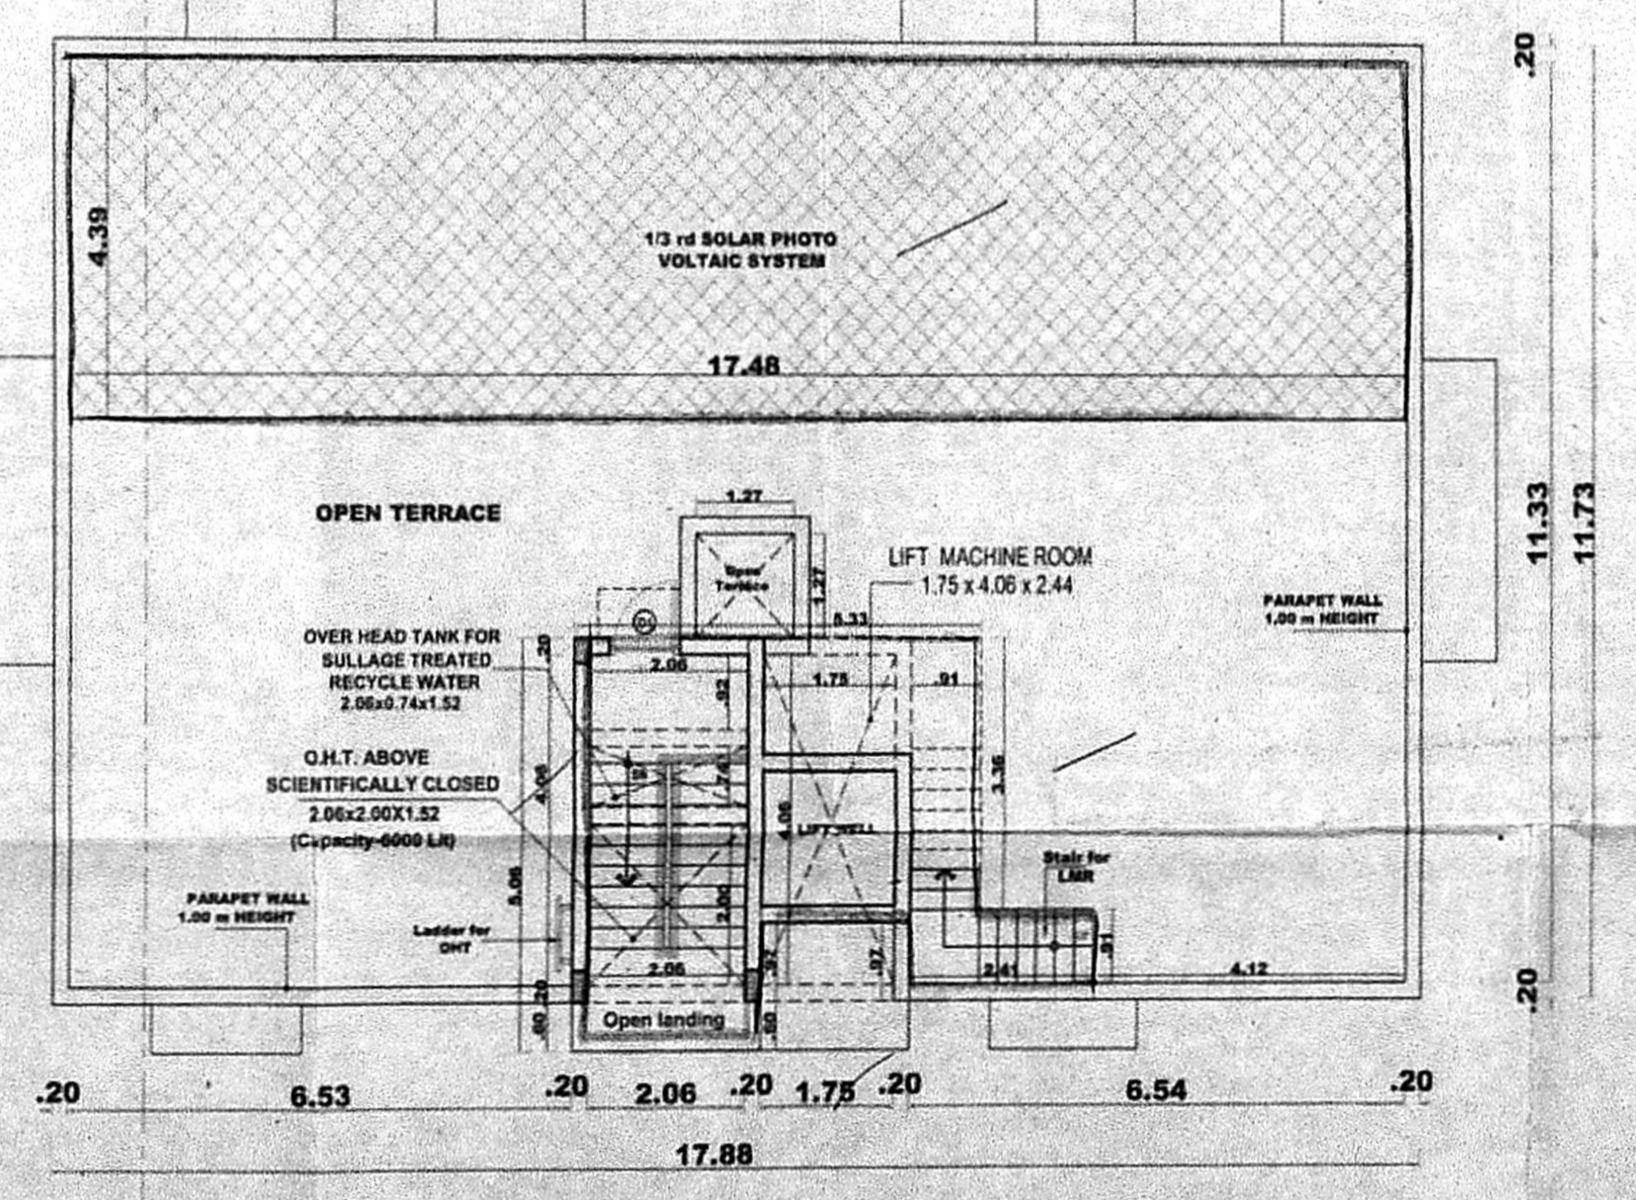 .20
4.39
1/3 rd SOLAR PHOTO
VOLTAIC SYSTEM
17.48
11.33
11.73
OPEN TERRACE
1.27
Open
Terrace
1.27
LIFT MACHINE ROOM
1.75 x 4.06 x 2.44
5.33
PARAPET WALL
1.00 m HEIGHT
OVER HEAD TANK FOR
SULLAGE TREATED
RECYCLE WATER
2.06x0.74x1.52
.20
2.06
.92
1.75
.91
O.H.T. ABOVE
SCIENTIFICALLY CLOSED
2.06x2.00X1.52
(Capacity-6000 Lit)
4.06
3.36
4.06
LIFT WELL
Stair for
LMR
5.06
2.00
PARAPET WALL
1.00 m HEIGHT
Ladder for
OHT
2.06
.97
.97
2.41
.91
4.12
.20
.20
.60
Open landing
.60
.20
6.53
.20
2.06
.20
1.75
.20
6.54
.20
17.88